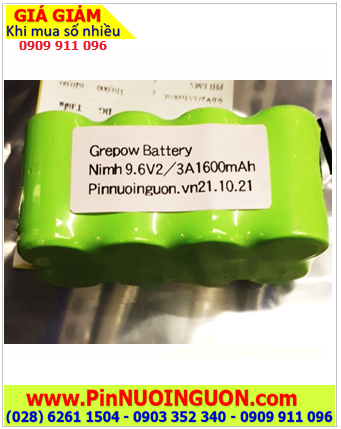 GIÁ GIẢM
Khi mua số nhiều
0909 911 096
Grepow Battery
Nimh 9.6V2/3A1600mAh
Pinnuoinguon.vn21.10.21
www.PinNUOINGUON.com
(028) 6261 1504 - 0903 352 340 - 0909 911 096